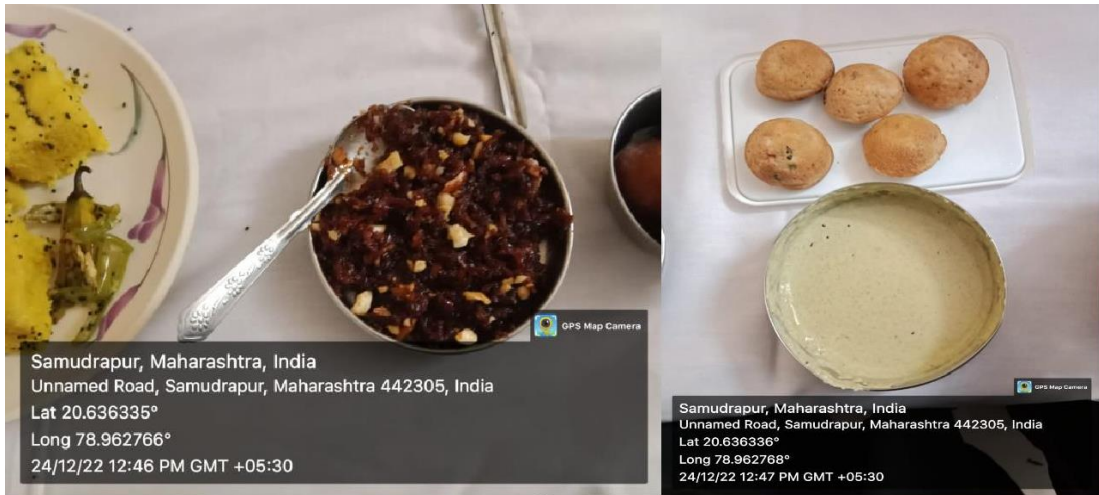 GPS Map Camera
Samudrapur, Maharashtra, India
Unnamed Road, Samudrapur, Maharashtra 442305, India
Lat 20.636335°
Long 78.962766°
24/12/22 12:46 PM GMT +05:30
GPS Map Camera
Samudrapur, Maharashtra, India
Unnamed Road, Samudrapur, Maharashtra 442305, India
Lat 20.636336°
Long 78.962768°
24/12/22 12:47 PM GMT +05:30